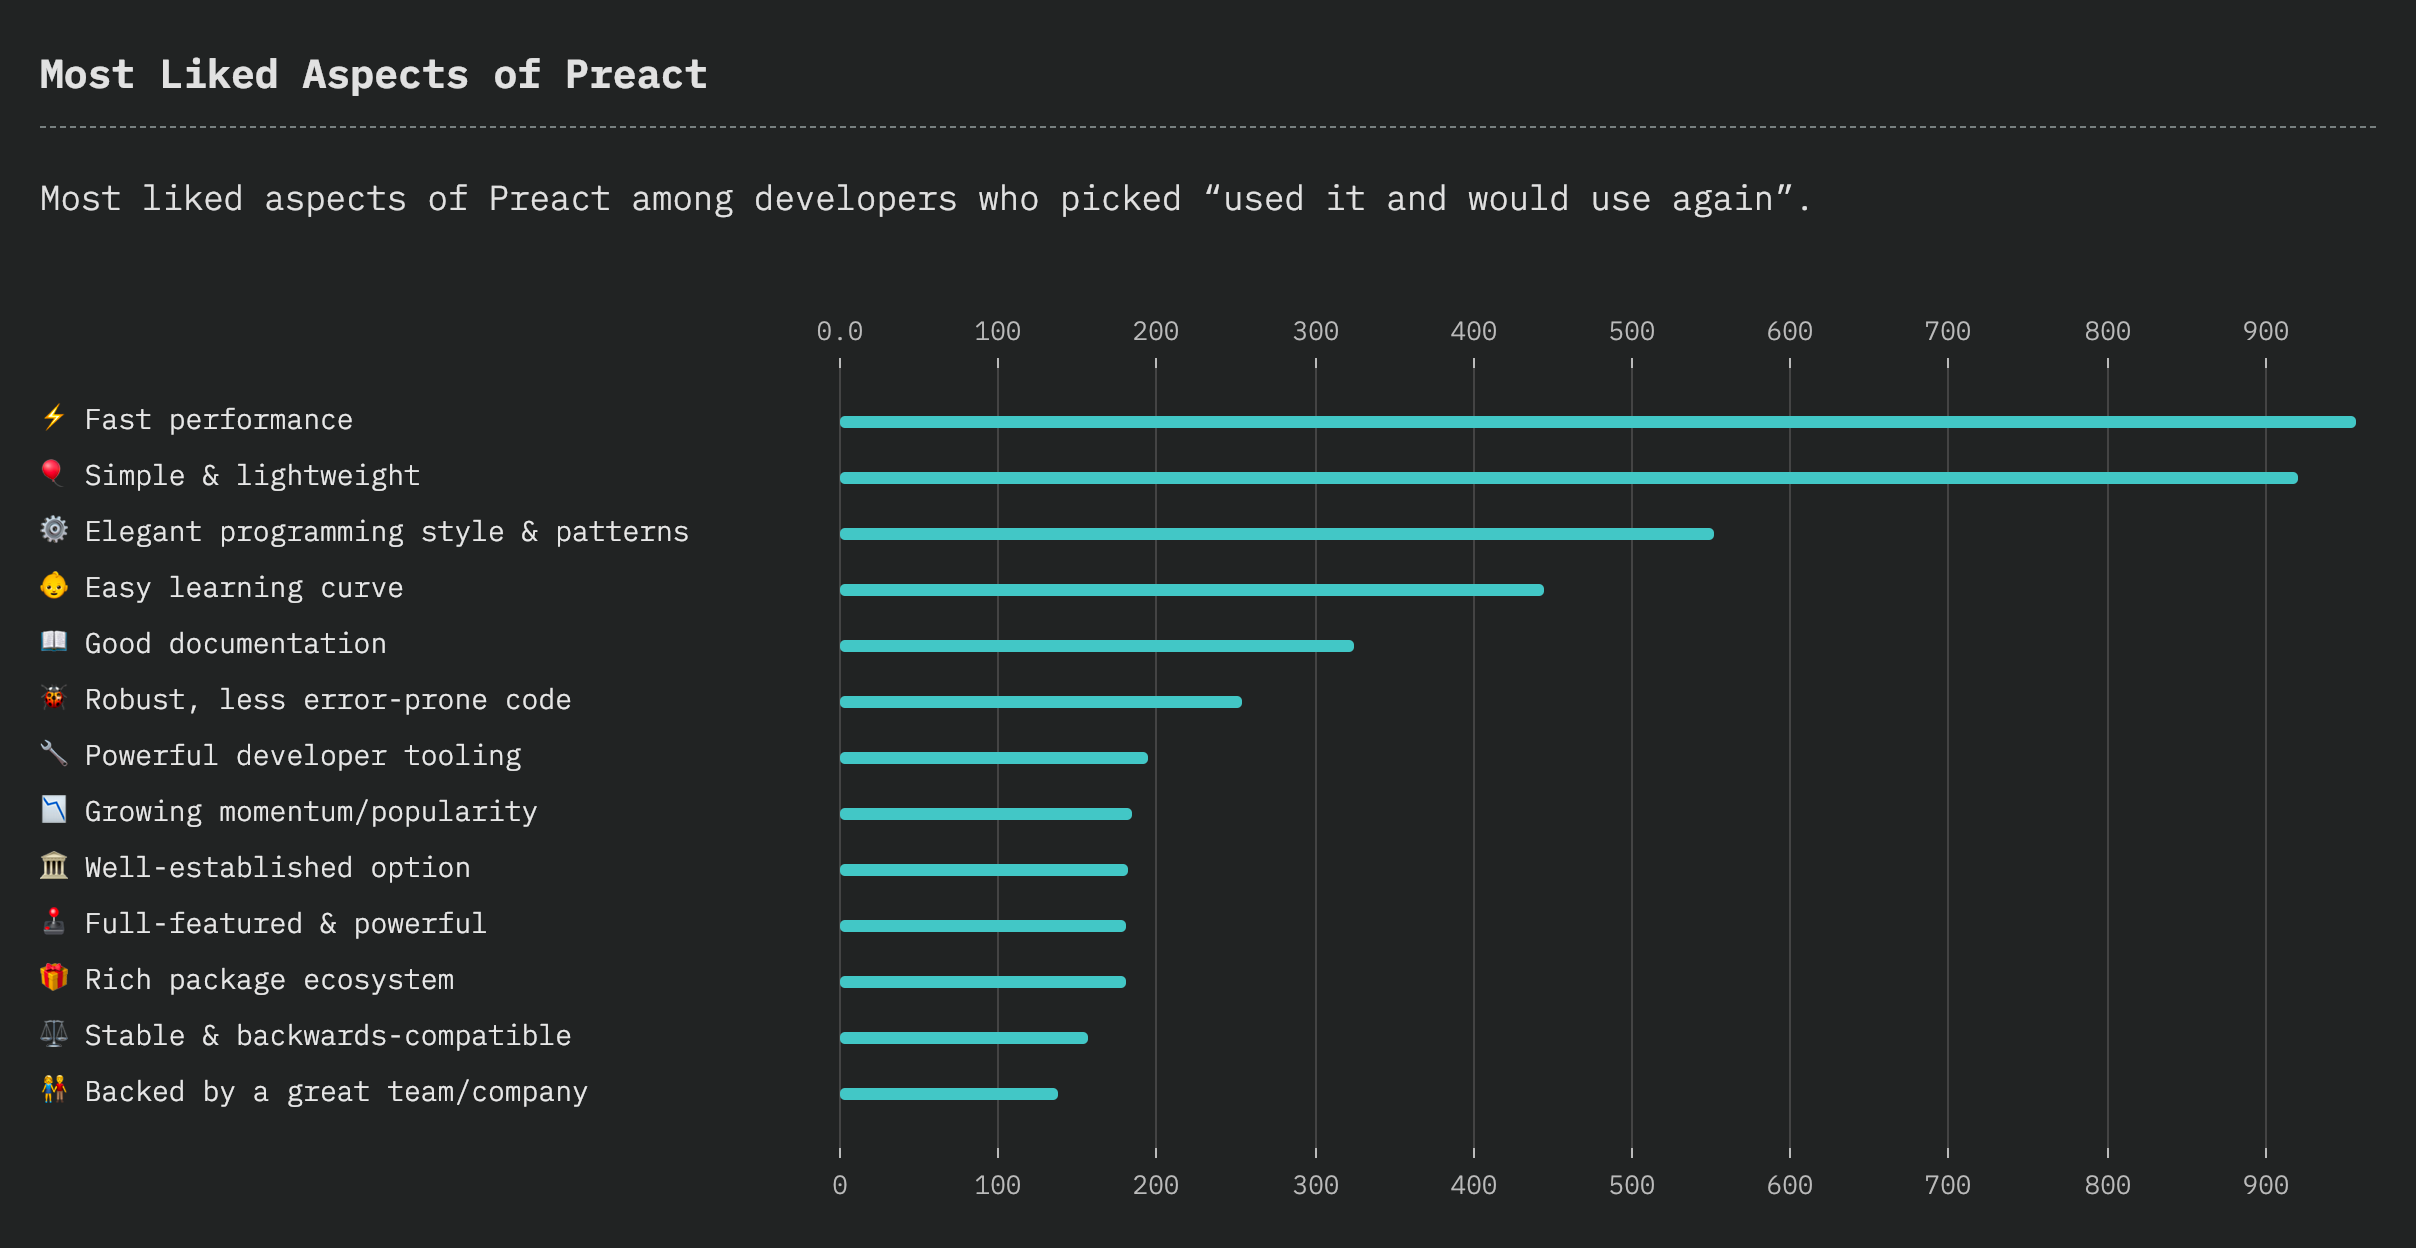 Most Liked Aspects of Preact
Most liked aspects of Preact among developers who picked “used it and would use again”.
0.0 100 200 300 400 500 600 700 800 900
Fast performance
Simple & lightweight
Elegant programming style & patterns
Easy learning curve
Good documentation
Robust, less error-prone code
Powerful developer tooling
Growing momentum/popularity
Well-established option
Full-featured & powerful
Rich package ecosystem
Stable & backwards-compatible
Backed by a great team/company
0 100 200 300 400 500 600 700 800 900